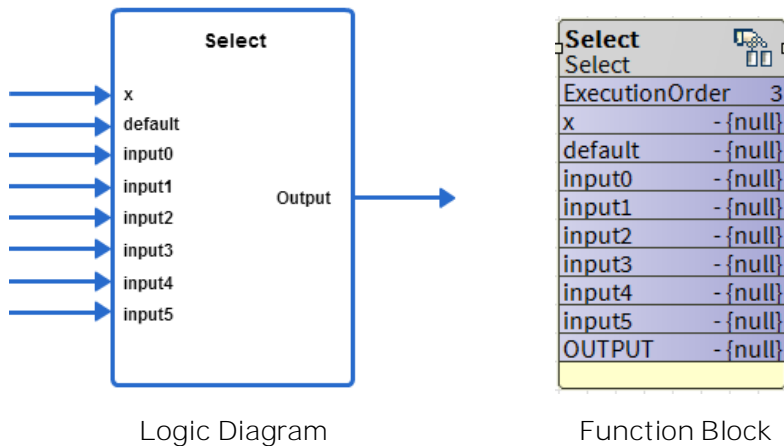 Select
x
default
input0
input1
input2
input3
input4
input5
Output
Logic Diagram
Select
Select
ExecutionOrder 3
x - {null}
default - {null}
input0 - {null}
input1 - {null}
input2 - {null}
input3 - {null}
input4 - {null}
input5 - {null}
OUTPUT - {null}
Function Block